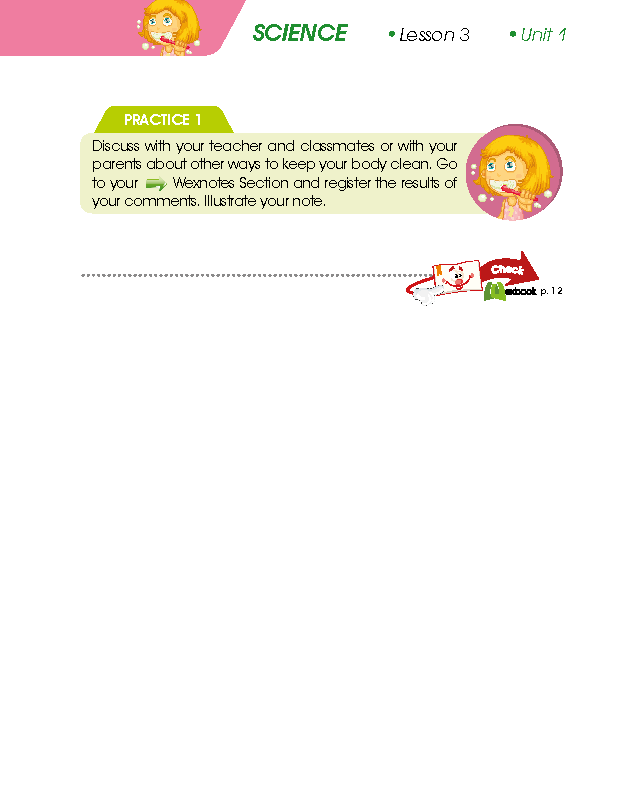 SCIENCE • Lesson 3 • Unit 1
PRACTICE 1
Discuss with your teacher and classmates or with your
parents about other ways to keep your body clean. Go
to your Wexnotes Section and register the results of
your comments. Illustrate your note.
Check
exbook p. 12